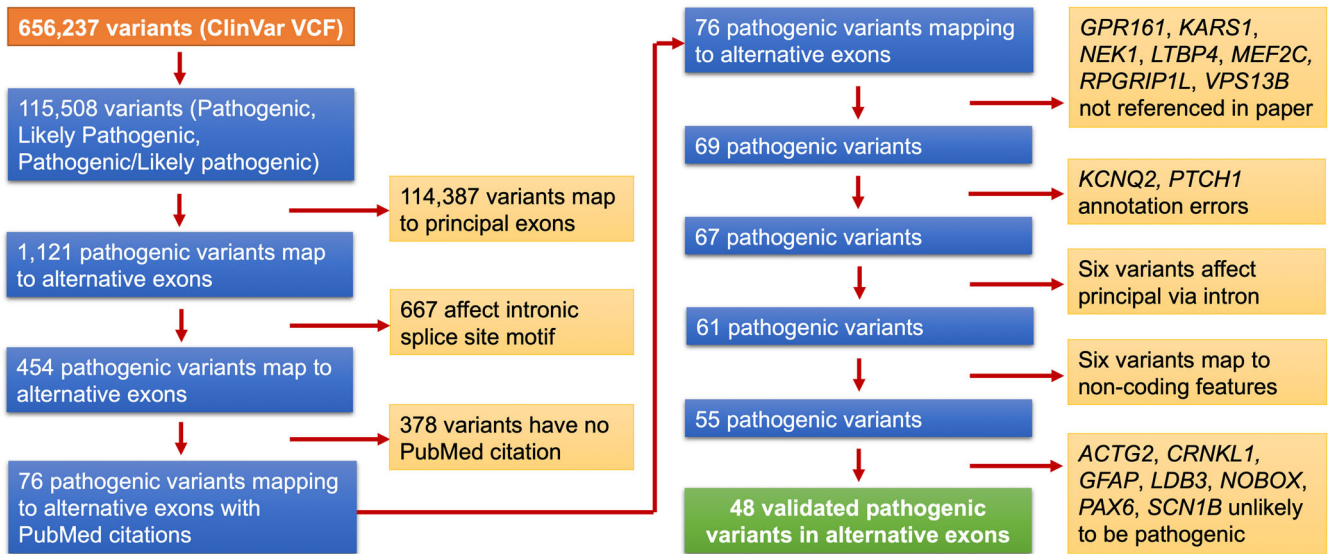 656,237 variants (ClinVar VCF)
115,508 variants (Pathogenic,
Likely Pathogenic,
Pathogenic/Likely pathogenic)
114,387 variants map
to principal exons
1,121 pathogenic variants map
to alternative exons
667 affect intronic
splice site motif
454 pathogenic variants map to
alternative exons
378 variants have no
PubMed citation
76 pathogenic variants mapping
to alternative exons with
PubMed citations
76 pathogenic variants mapping
to alternative exons
GPR161, KARS1,
NEK1, LTBP4, MEF2C,
RPGRIP1L, VPS13B
not referenced in paper
69 pathogenic variants
KCNQ2, PTCH1
annotation errors
67 pathogenic variants
Six variants affect
principal via intron
61 pathogenic variants
Six variants map to
non-coding features
55 pathogenic variants
ACTG2, CRNKL1,
GFAP, LDB3, NOBOX,
PAX6, SCN1B unlikely
to be pathogenic
48 validated pathogenic
variants in alternative exons